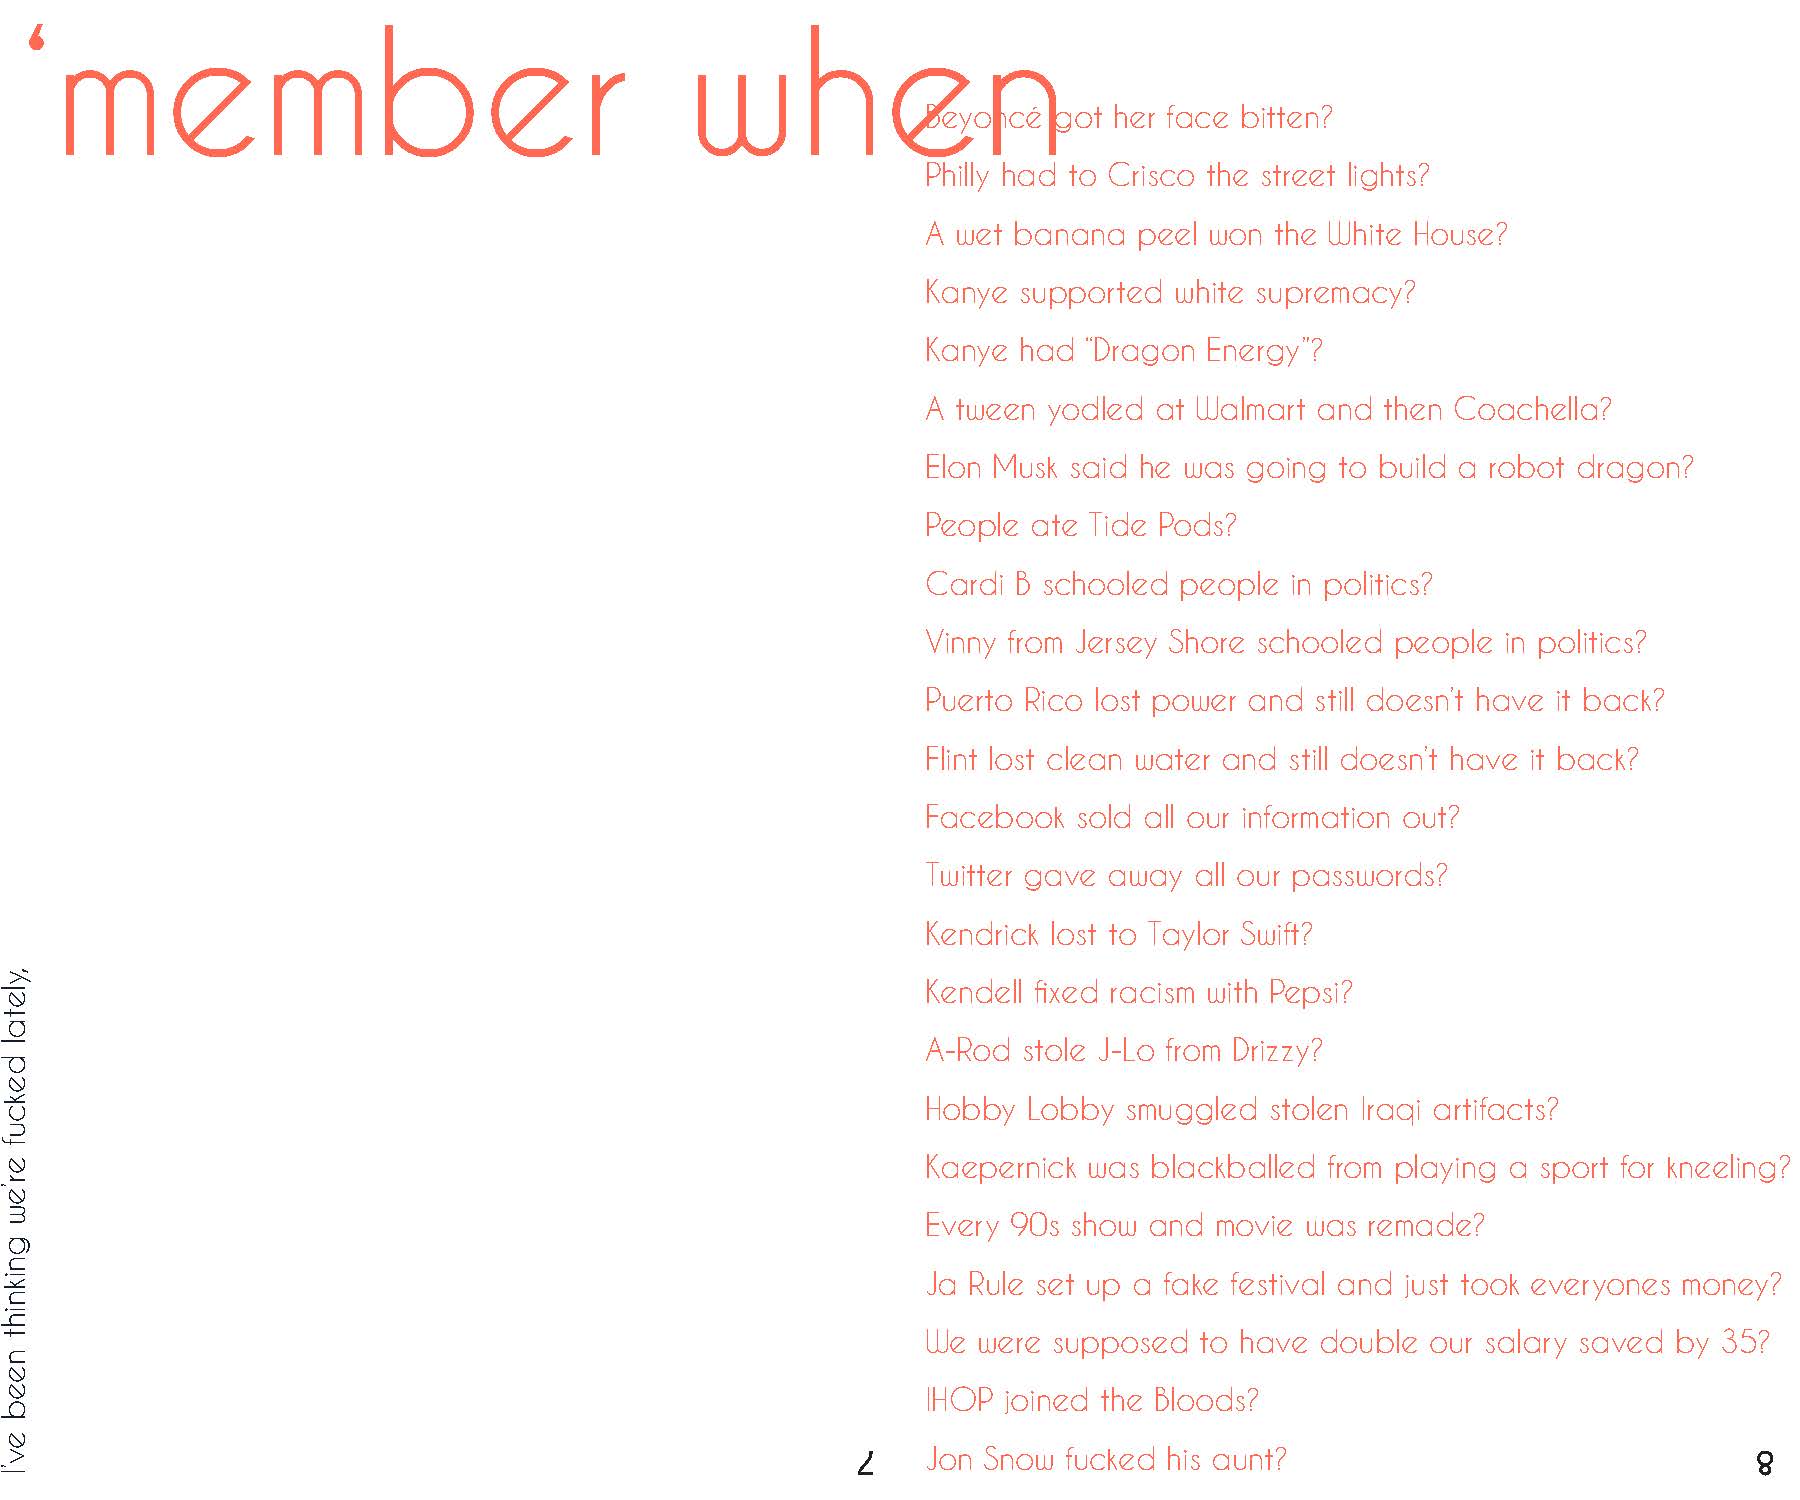 ‘member when
Beyoncé got her face bitten?
Philly had to Crisco the street lights?
A wet banana peel won the White House?
Kanye supported white supremacy?
Kanye had “Dragon Energy”?
A tween yodled at Walmart and then Coachella?
Elon Musk said he was going to build a robot dragon?
People ate Tide Pods?
Cardi B schooled people in politics?
Vinny from Jersey Shore schooled people in politics?
Puerto Rico lost power and still doesn’t have it back?
Flint lost clean water and still doesn’t have it back?
Facebook sold all our information out?
Twitter gave away all our passwords?
Kendrick lost to Taylor Swift?
Kendell fixed racism with Pepsi?
A-Rod stole J-Lo from Drizzy?
Hobby Lobby smuggled stolen Iraqi artifacts?
Kaepernick was blackballed from playing a sport for kneeling?
Every 90s show and movie was remade?
Ja Rule set up a fake festival and just took everyones money?
We were supposed to have double our salary saved by 35?
IHOP joined the Bloods?
Jon Snow fucked his aunt?
I’ve been thinking we’re fucked lately,
7
8